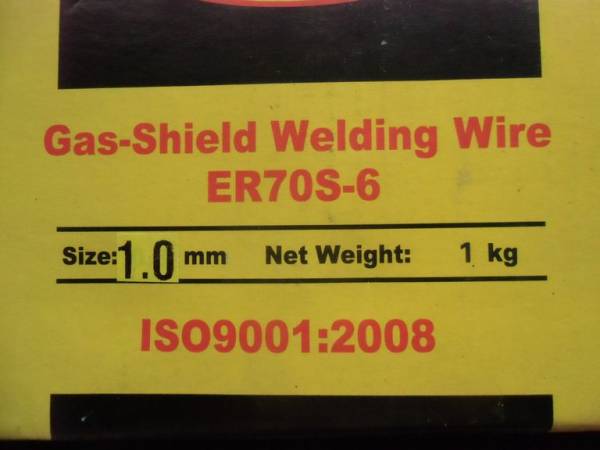 Gas-Shield Welding Wire
ER70S-6
Size: 1.0 mm Net Weight: 1 kg
ISO9001:2008